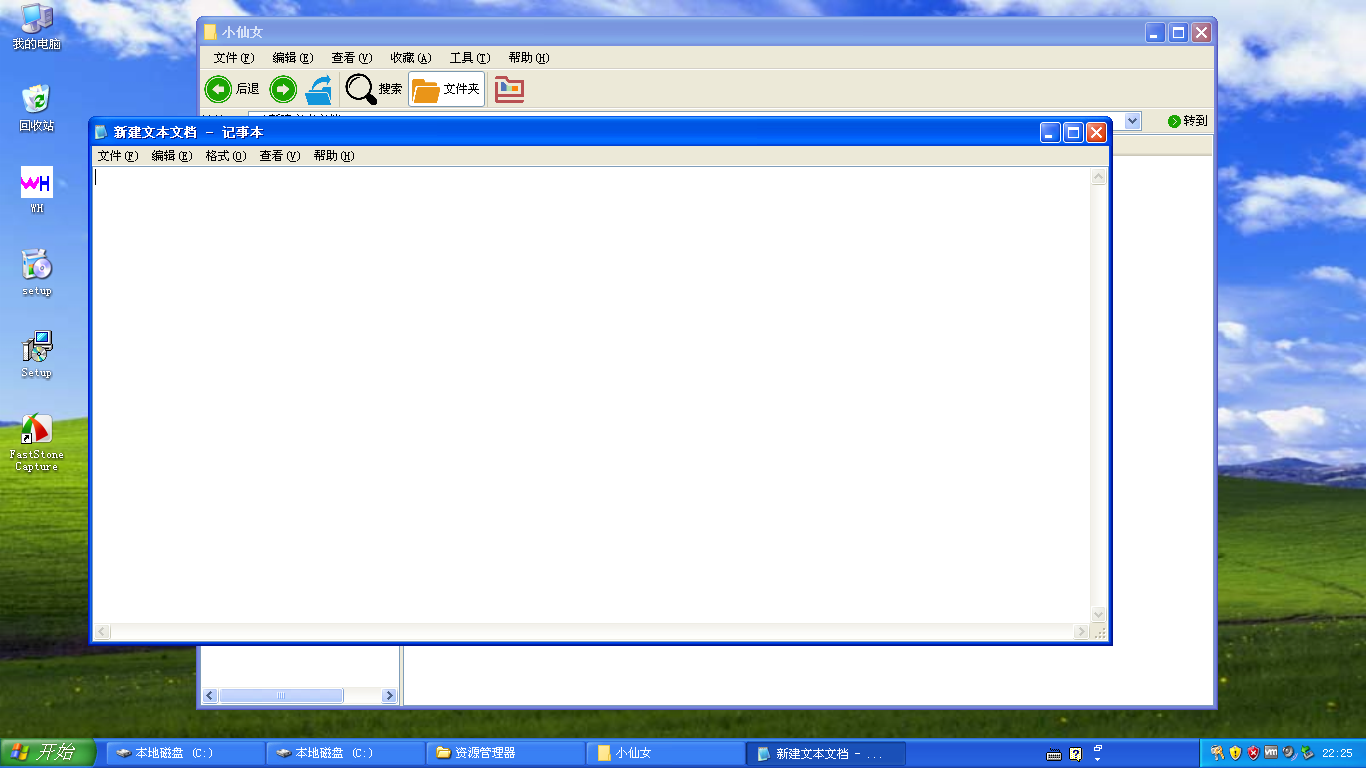 我的电脑
回收站
WH
WH
setup
Setup
FastStone
Capture
小仙女
文件(F) 编辑(E) 查看(V) 收藏(A) 工具(T) 帮助(H)
后退 搜索 文件夹
转到
新建文本文档 - 记事本
文件(F) 编辑(E) 格式(O) 查看(V) 帮助(H)
开始 本地磁盘 (C:) 本地磁盘 (C:) 资源管理器 小仙女 新建文本文档 - ... 22:25